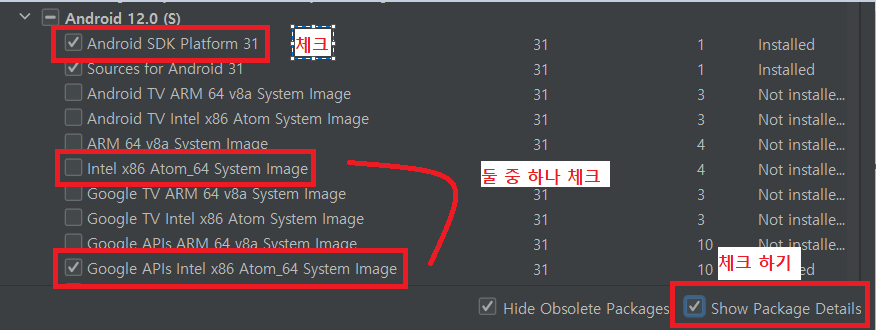 Android 12.0 (S)
Android SDK Platform 31 체크 31 1 Installed
Sources for Android 31 31 1 Installed
Android TV ARM 64 v8a System Image 31 3 Not installe...
Android TV Intel x86 Atom System Image 31 3 Not installe...
ARM 64 v8a System Image 31 4 Not installe...
Intel x86 Atom_64 System Image 둘 중 하나 체크 4 Not installe...
Google TV ARM 64 v8a System Image 31 3 Not installe...
Google TV Intel x86 Atom System Image 31 3 Not installe...
Google APIs ARM 64 v8a System Image 31 10 Not installe...
Google APIs Intel x86 Atom_64 System Image 31 10 체크 하기
Hide Obsolete Packages Show Package Details